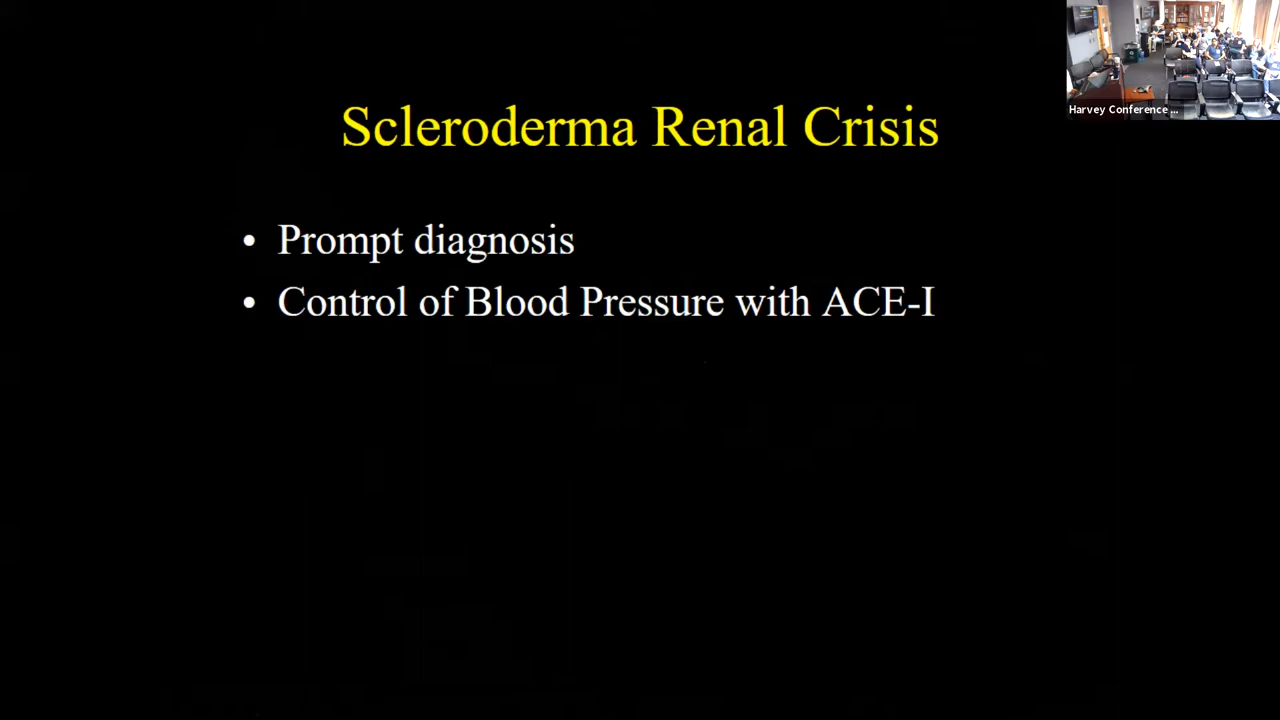 Scleroderma Renal Crisis
• Prompt diagnosis
• Control of Blood Pressure with ACE-I
Harvey Conference ...